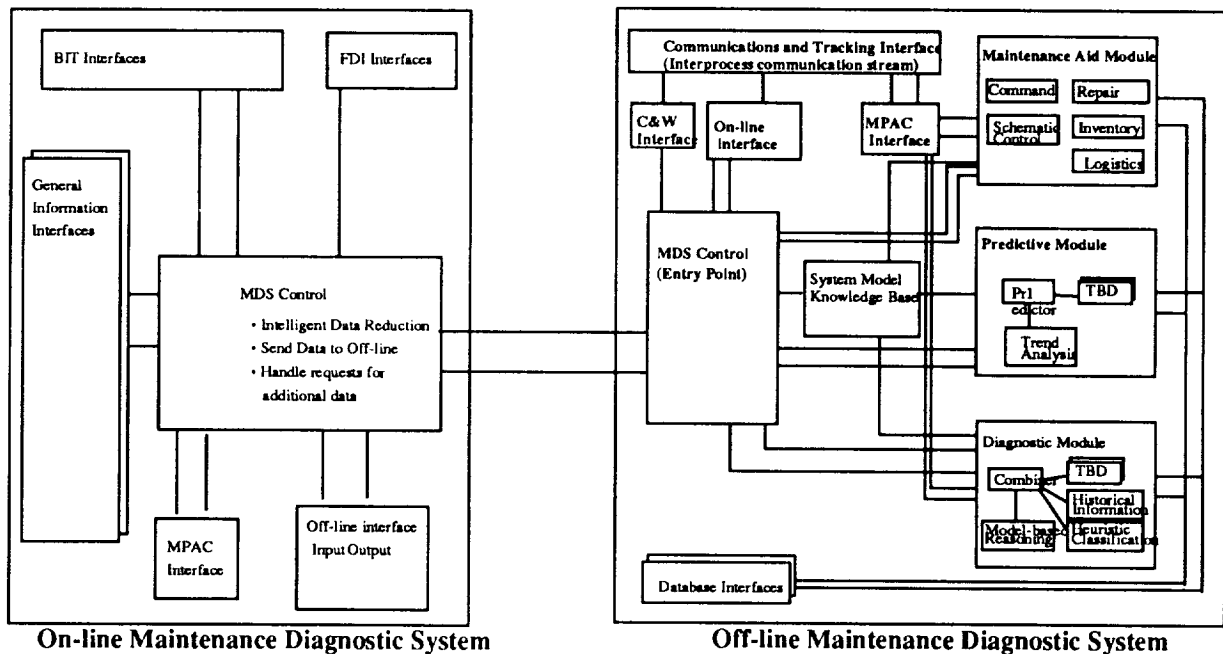 BIT Interfaces
FDI Interfaces
General
Information
Interfaces
MDS Control
• Intelligent Data Reduction
• Send Data to Off-line
• Handle requests for
additional data
MPAC
Interface
Off-line interface
Input Output
On-line Maintenance Diagnostic System
Communications and Tracking Interface
(Interprocess communication stream)
C&W
Interface
On-line
interface
MPAC
Interface
MDS Control
(Entry Point)
System Model
Knowledge Base
Maintenance Aid Module
Command
Repair
Schematic
Control
Inventory
Logistics
Predictive Module
Pr1
edictor
TBD
Trend
Analysis
Diagnostic Module
Combiner
TBD
Historical
Information
Model-based
Reasoning
Heuristic
Classification
Database Interfaces
Off-line Maintenance Diagnostic System